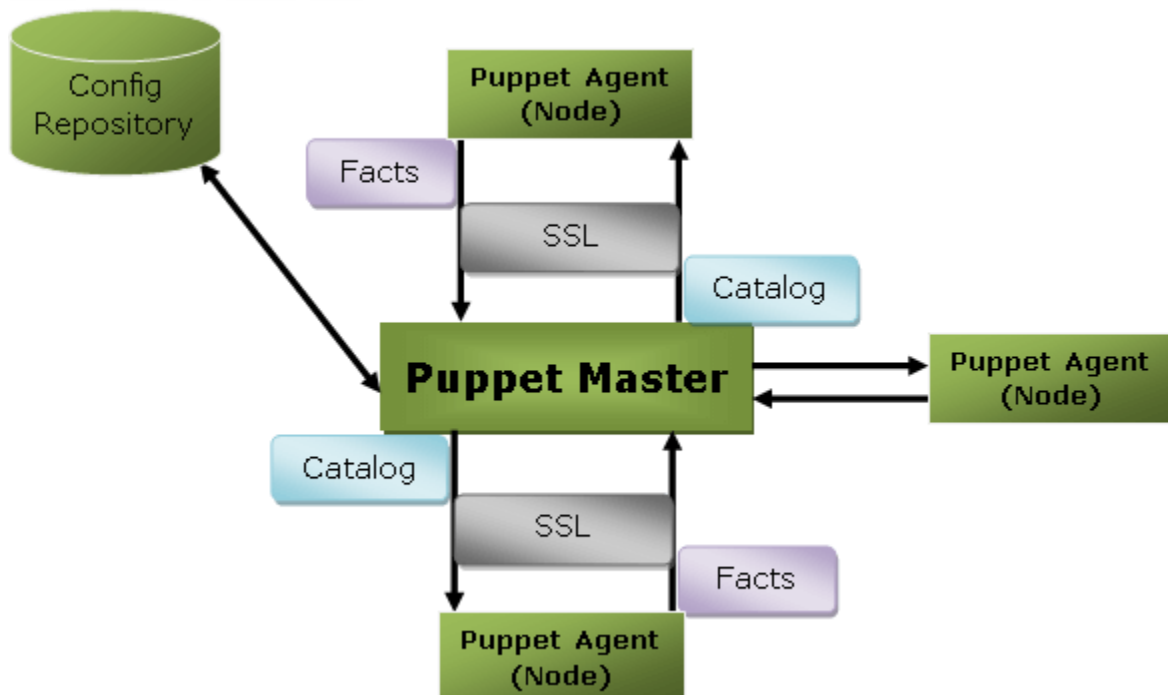 Config
Repository
Puppet Agent
(Node)
Facts
SSL
Catalog
Puppet Master
Puppet Agent
(Node)
Catalog
SSL
Facts
Puppet Agent
(Node)